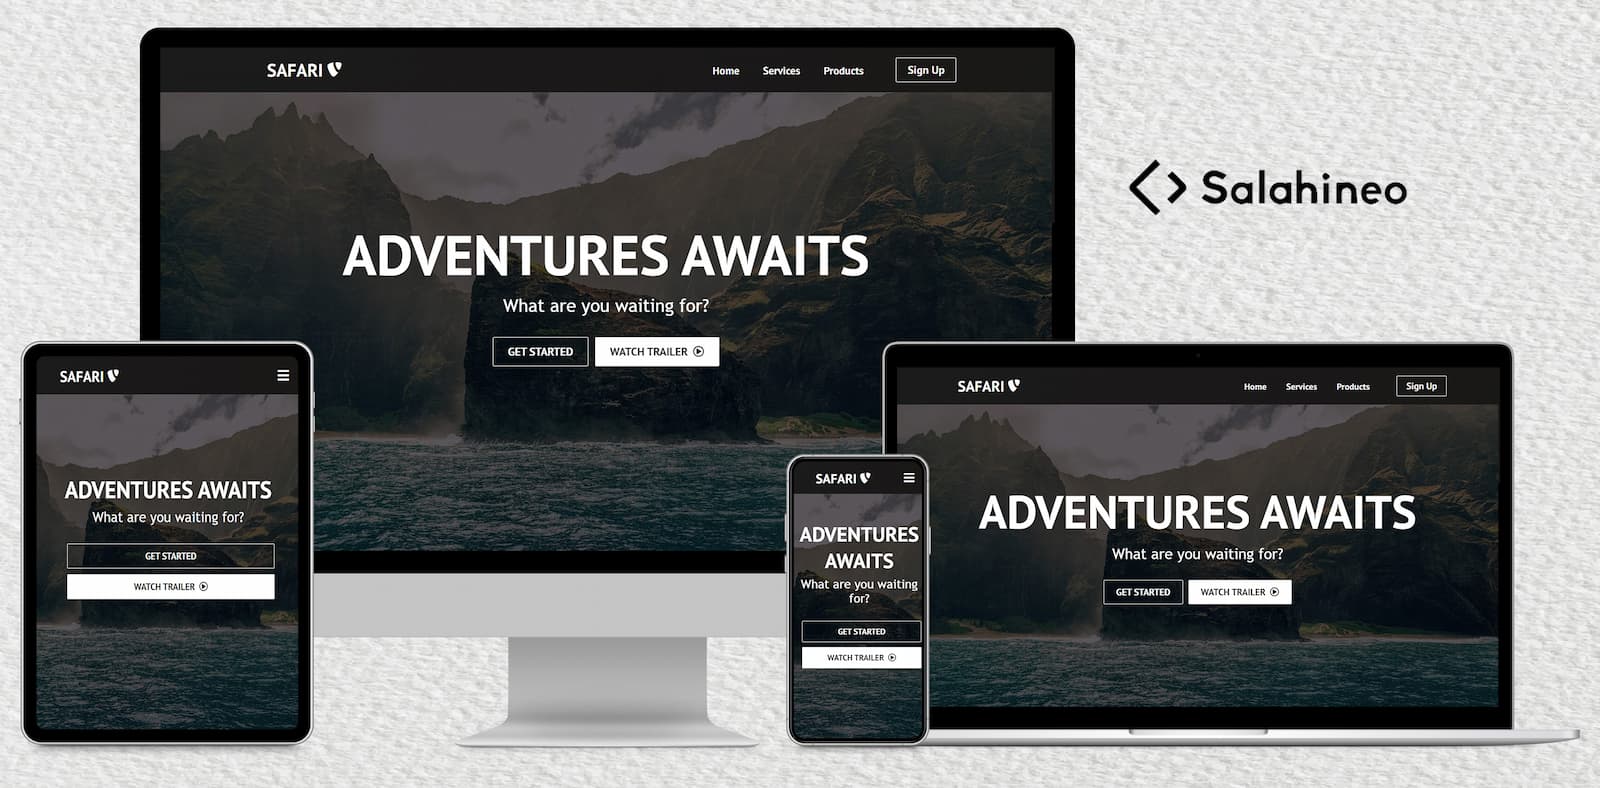 SAFARI
Home Services Products Sign Up
ADVENTURES AWAITS
What are you waiting for?
GET STARTED WATCH TRAILER
Salahineo
SAFARI
ADVENTURES AWAITS
What are you waiting for?
GET STARTED
WATCH TRAILER
SAFARI
ADVENTURES
AWAITS
What are you waiting
for?
GET STARTED
WATCH TRAILER
SAFARI
Home Services Products Sign Up
ADVENTURES AWAITS
What are you waiting for?
GET STARTED WATCH TRAILER